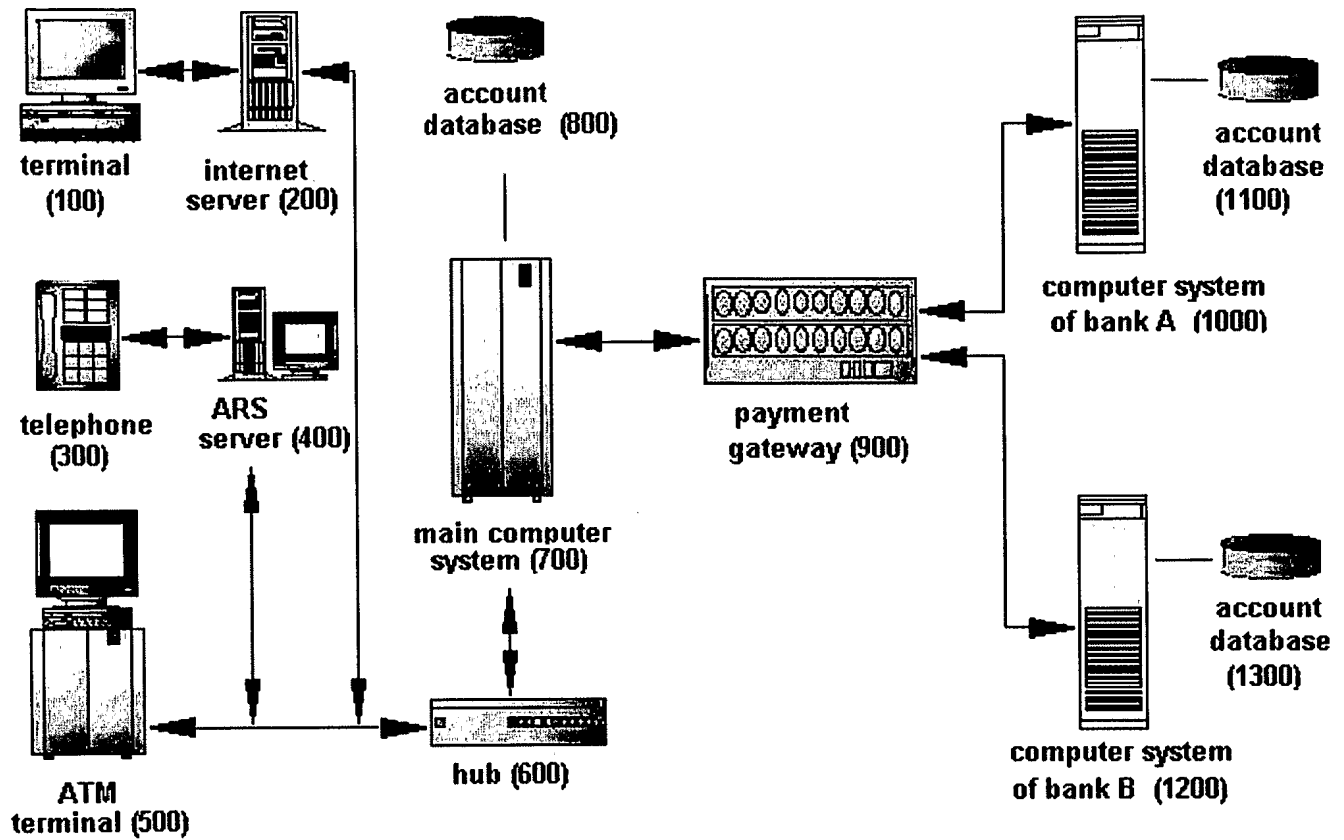 terminal
(100)
internet
server (200)
account
database (800)
account
database
(1100)
computer system
of bank A (1000)
telephone
(300)
ARS
server (400)
main computer
system (700)
payment
gateway (900)
ATM
terminal (500)
hub (600)
account
database
(1300)
computer system
of bank B (1200)